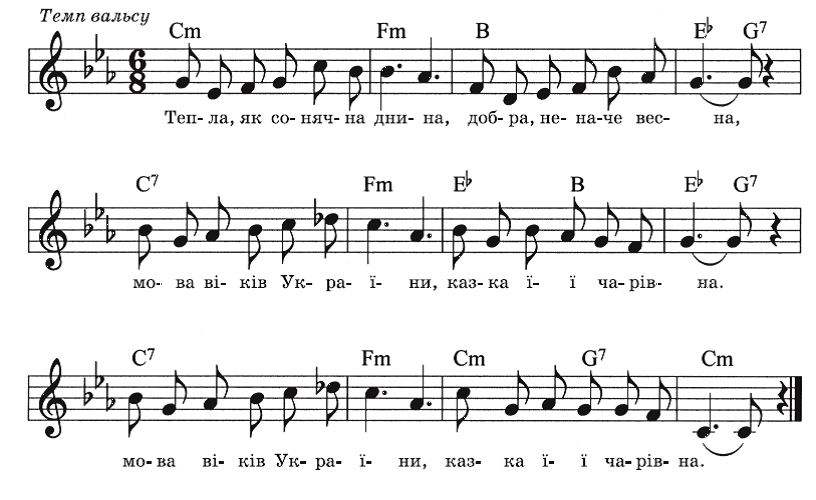 Темп вальсу
Cm Fm B E♭ G7
6/8
Теп- ла, як со- няч- на дни- на, доб- ра, не- на- че вес- на,
C7 Fm E♭ B E♭ G7
мо- ва ві- ків Ук- ра- ї- ни, каз- ка ї- ї ча- рів- на.
C7 Fm Cm G7 Cm
мо- ва ві- ків Ук- ра- ї- ни, каз- ка ї- ї ча- рів- на.